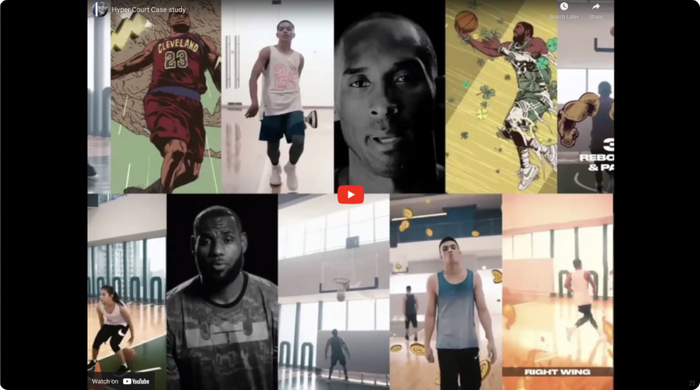 Hyper Court Case study
Watch Later
Share
CLEVELAND
23
3
REBO
& PA
RIGHT WING
Watch on YouTube